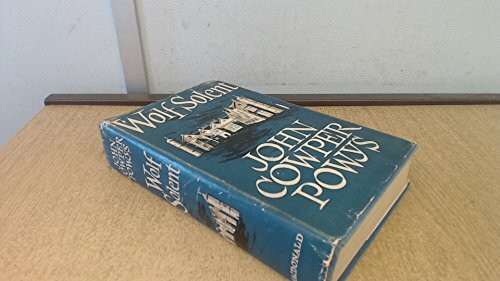 Wolf Solent
JOHN
COWPER
POWYS
JOHN
COWPER
POWYS
Wolf
Solent
MACDONALD